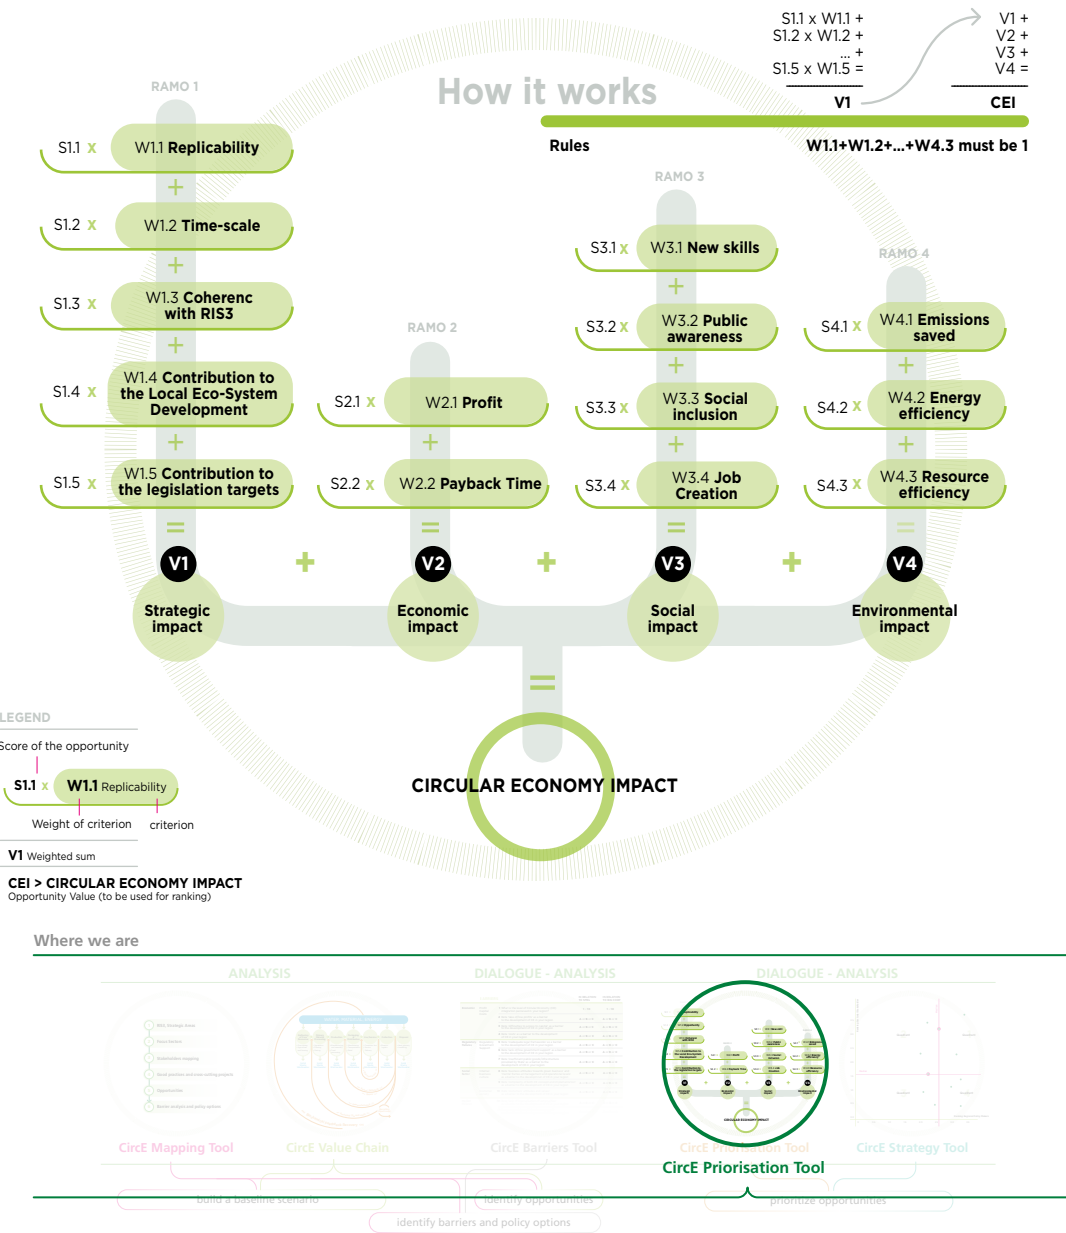 How it works
S1.1 x W1.1 +
S1.2 x W1.2 +
... +
S1.5 x W1.5 =
V1
V1 +
V2 +
V3 +
V4 =
CEI
Rules
W1.1+W1.2+...+W4.3 must be 1
RAMO 1
S1.1 x W1.1 Replicability
+
S1.2 x W1.2 Time-scale
+
S1.3 x W1.3 Coherenc
with RIS3
+
S1.4 x W1.4 Contribution to
the Local Eco-System
Development
+
S1.5 x W1.5 Contribution to
the legislation targets
=
V1
Strategic
impact
+
RAMO 2
S2.1 x W2.1 Profit
+
S2.2 x W2.2 Payback Time
=
V2
Economic
impact
+
RAMO 3
S3.1 x W3.1 New skills
+
S3.2 x W3.2 Public
awareness
+
S3.3 x W3.3 Social
inclusion
+
S3.4 x W3.4 Job
Creation
=
V3
Social
impact
+
RAMO 4
S4.1 x W4.1 Emissions
saved
+
S4.2 x W4.2 Energy
efficiency
+
S4.3 x W4.3 Resource
efficiency
=
V4
Environmental
impact
=
CIRCULAR ECONOMY IMPACT
LEGEND
Score of the opportunity
S1.1 x W1.1 Replicability
Weight of criterion
criterion
V1 Weighted sum
CEI > CIRCULAR ECONOMY IMPACT
Opportunity Value (to be used for ranking)
Where we are
ANALYSIS
DIALOGUE - ANALYSIS
DIALOGUE - ANALYSIS
CIRCULAR ECONOMY IMPACT
CircE Mapping Tool
CircE Value Chain
CircE Barriers Tool
CircE Priorisation Tool
CircE Strategy Tool
CircE Priorisation Tool
build a baseline scenario
identify opportunities
prioritize opportunities
identify barriers and policy options